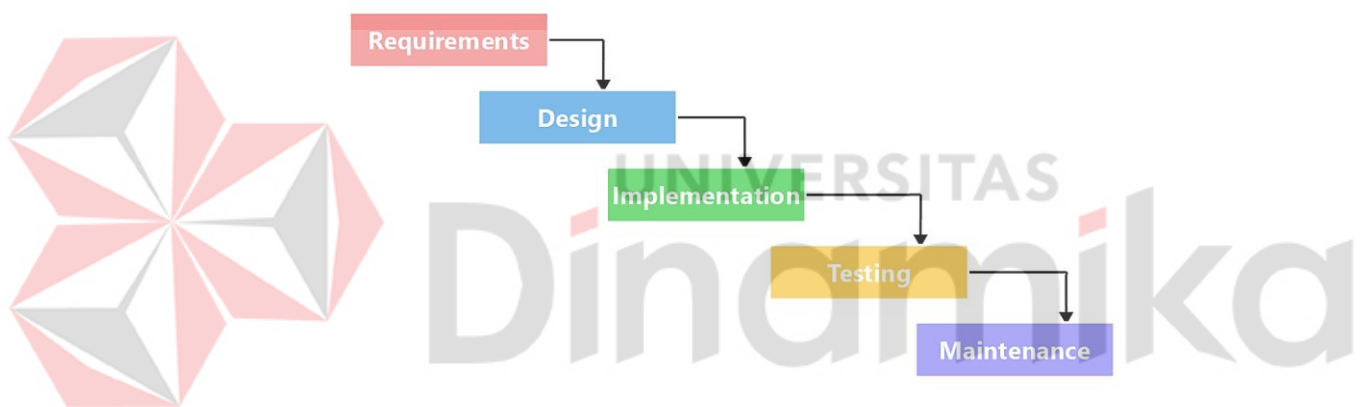 Requirements
Design
UNIVERSITAS
Implementation
Dinamika
Testing
Maintenance